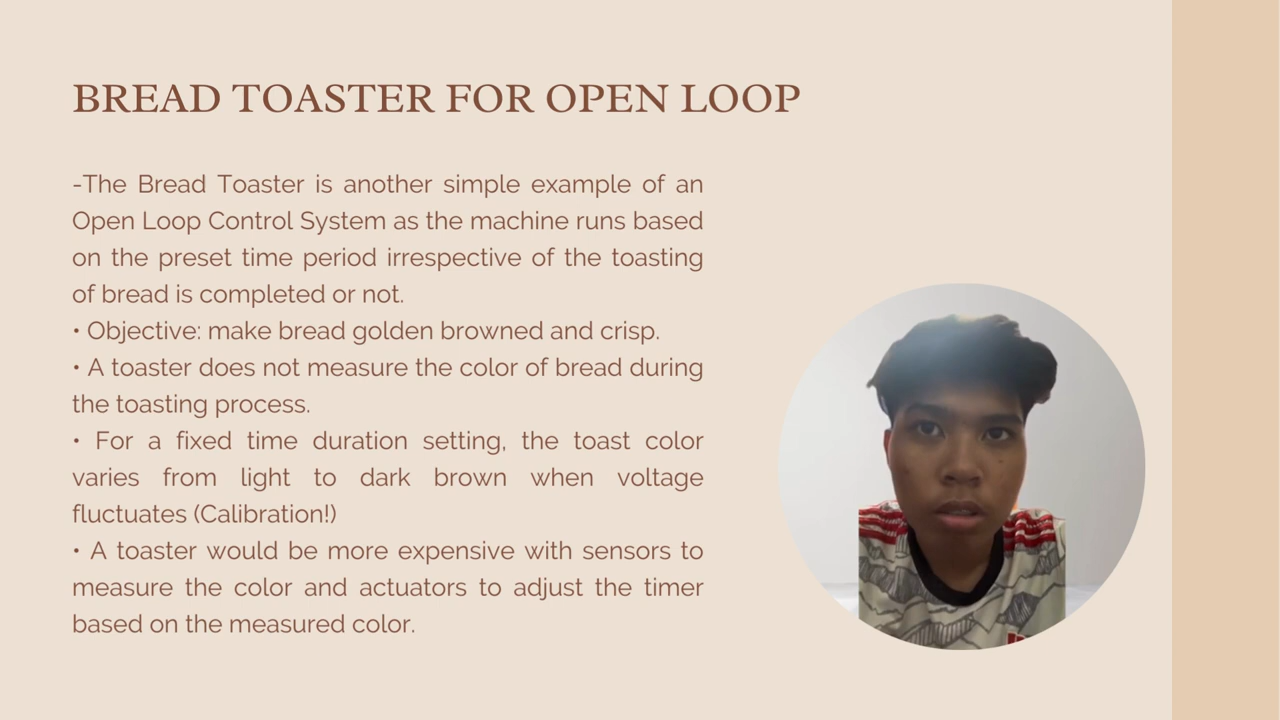 BREAD TOASTER FOR OPEN LOOP
-The Bread Toaster is another simple example of an
Open Loop Control System as the machine runs based
on the preset time period irrespective of the toasting
of bread is completed or not.
• Objective: make bread golden browned and crisp.
• A toaster does not measure the color of bread during
the toasting process.
• For a fixed time duration setting, the toast color
varies from light to dark brown when voltage
fluctuates (Calibration!)
• A toaster would be more expensive with sensors to
measure the color and actuators to adjust the timer
based on the measured color.